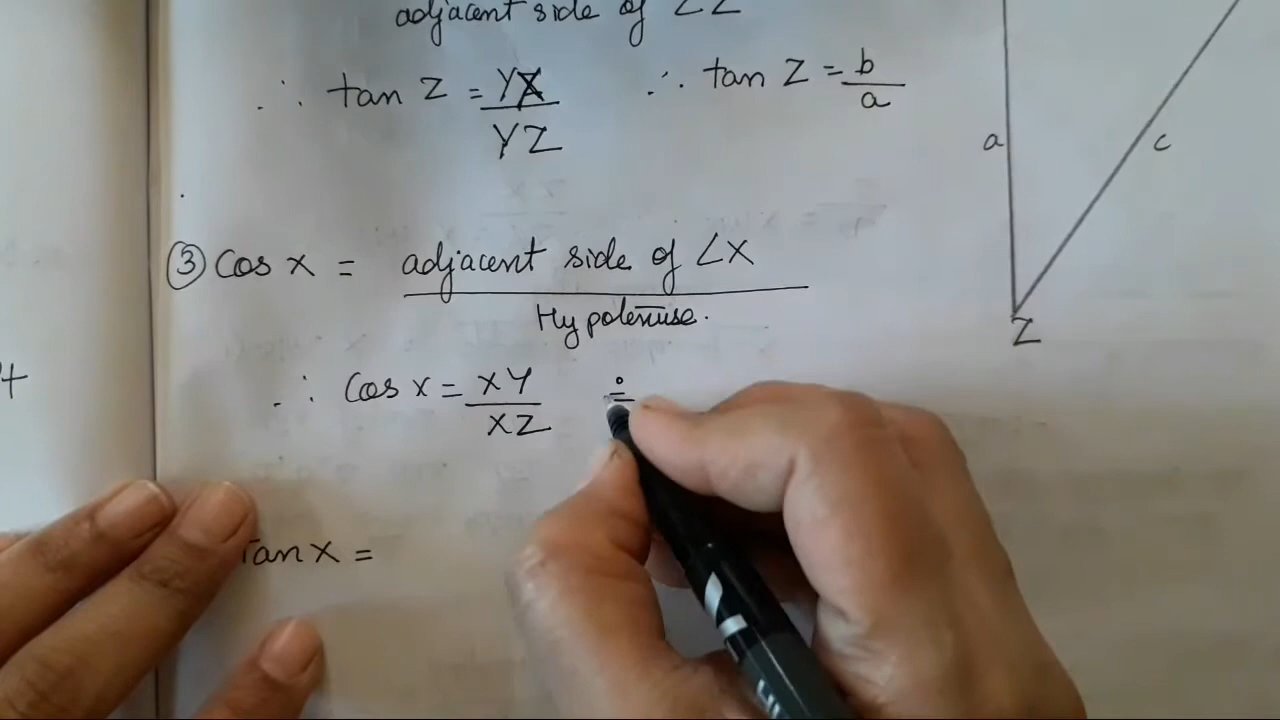 adjacent side of ∠Z
∴ tan Z = YX / YZ ∴ tan Z = b / a
a
c
③ Cos X = adjacent side of ∠X
Hypotenuse.
Z
∴ Cos X = XY / XZ
Tan X =